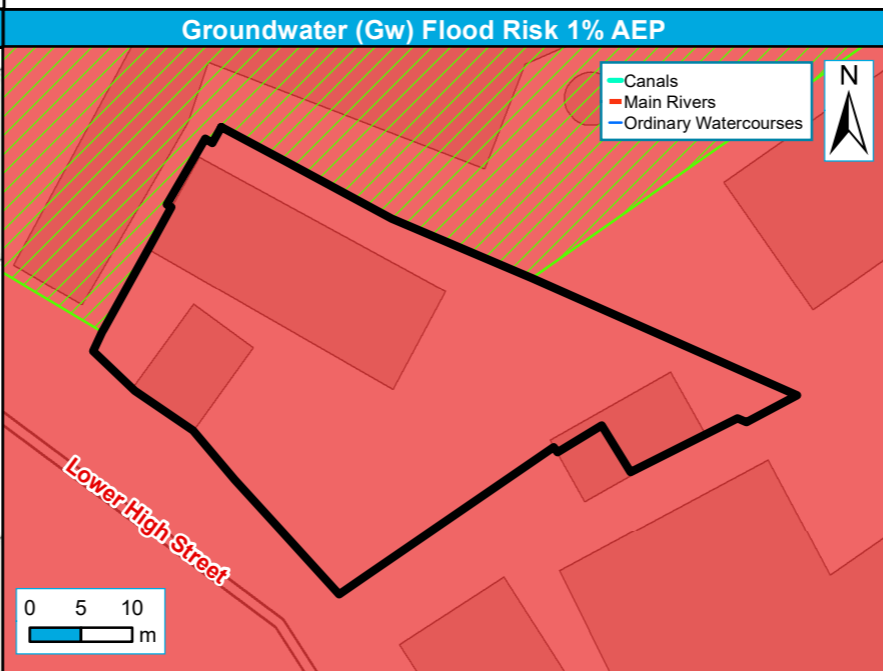 Groundwater (Gw) Flood Risk 1% AEP
Canals
Main Rivers
Ordinary Watercourses
N
Lower High Street
0 5 10
m